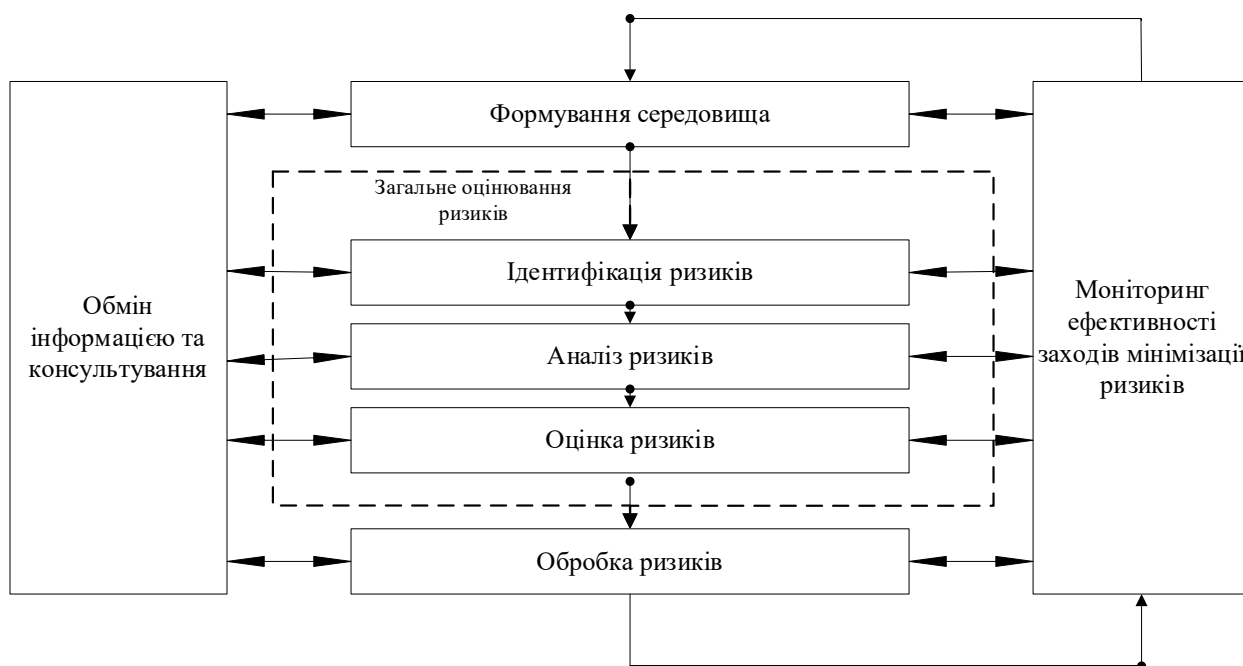 Формування середовища
Загальне оцінювання
ризиків
Ідентифікація ризиків
Аналіз ризиків
Оцінка ризиків
Обробка ризиків
Обмін
інформацією та
консультування
Моніторинг
ефективності
заходів мінімізації
ризиків